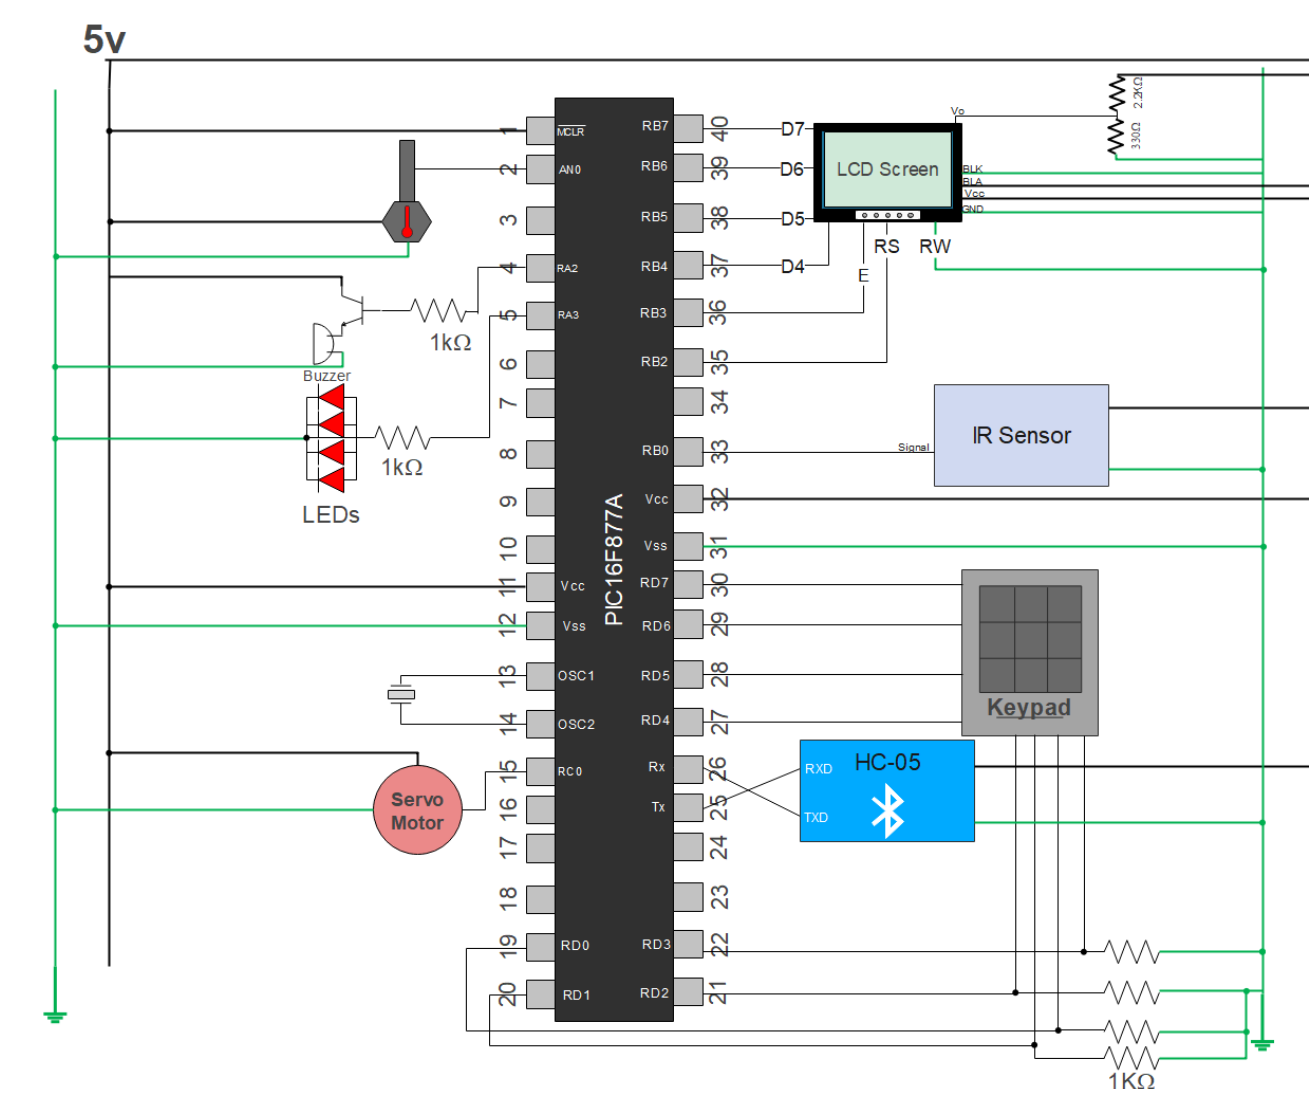 5v
1 MCLR
2 AN0
3
4 RA2
5 RA3
6
7
8
9
10
11 Vcc
12 Vss
13 OSC1
14 OSC2
15 RC0
16
17
18
19 RD0
20 RD1
PIC16F877A
RB7 40
RB6 39
RB5 38
RB4 37
RB3 36
RB2 35
34
RB0 33
Vcc 32
Vss 31
RD7 30
RD6 29
RD5 28
RD4 27
Rx 26
Tx 25
24
23
RD3 22
RD2 21
1kΩ
Buzzer
1kΩ
LEDs
Servo
Motor
D7
D6
D5
D4
LCD Screen
E
RS
RW
Vo
BLK
BLA
Vcc
GND
2.2KΩ
330Ω
Signal
IR Sensor
Keypad
HC-05
RXD
TXD
1KΩ